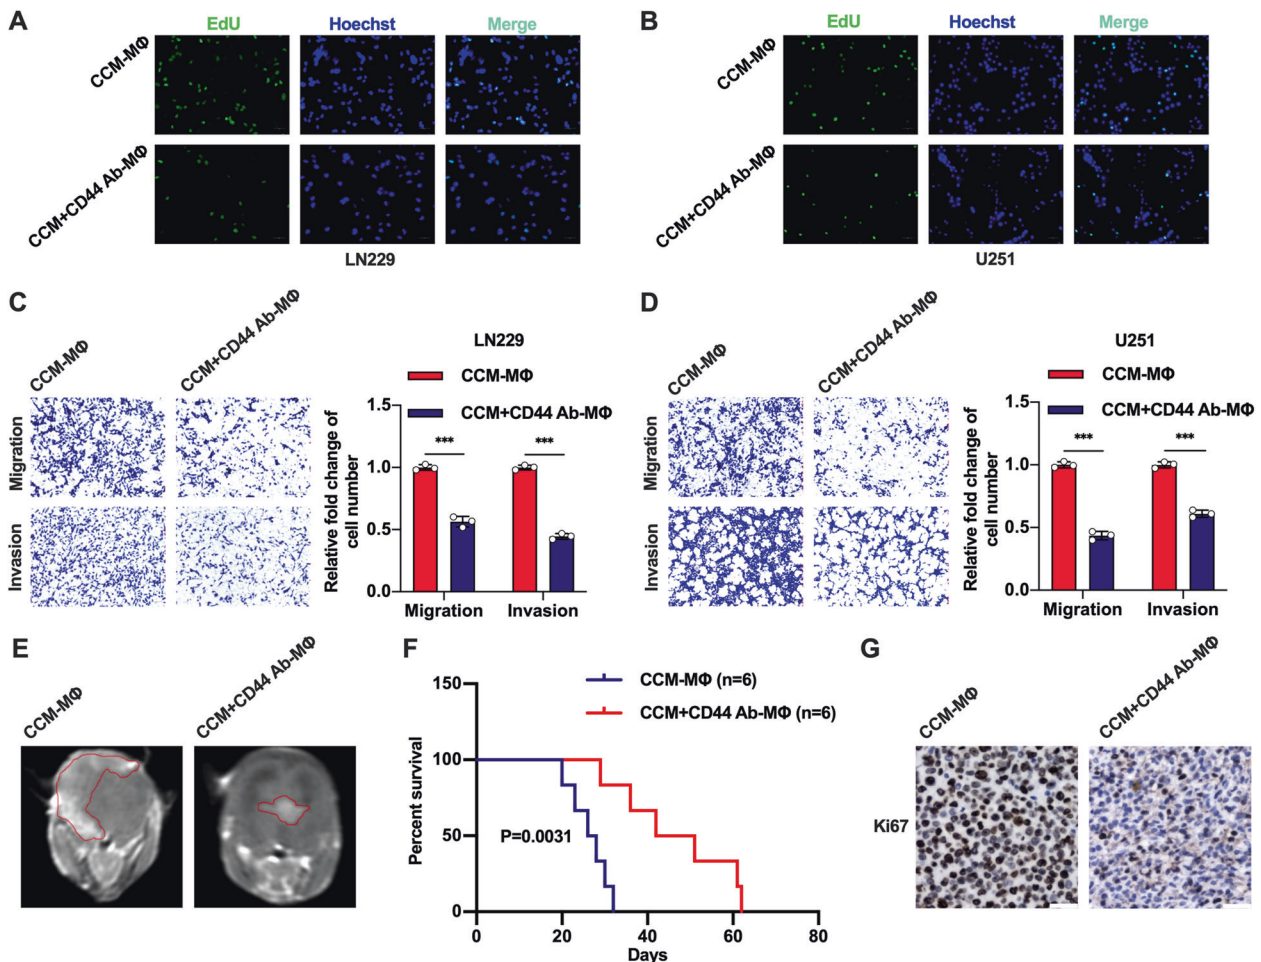 A
EdU
Hoechst
Merge
CCM-MΦ
CCM+CD44 Ab-MΦ
LN229
B
EdU
Hoechst
Merge
CCM-MΦ
CCM+CD44 Ab-MΦ
U251
C
CCM-MΦ
CCM+CD44 Ab-MΦ
Migration
Invasion
LN229
CCM-MΦ
CCM+CD44 Ab-MΦ
Relative fold change of
cell number
1.5
1.0
0.5
0.0
***
***
Migration
Invasion
D
CCM-MΦ
CCM+CD44 Ab-MΦ
Migration
Invasion
U251
CCM-MΦ
CCM+CD44 Ab-MΦ
Relative fold change of
cell number
1.5
1.0
0.5
0.0
***
***
Migration
Invasion
E
CCM-MΦ
CCM+CD44 Ab-MΦ
F
CCM-MΦ (n=6)
CCM+CD44 Ab-MΦ (n=6)
Percent survival
150
100
50
0
P=0.0031
0
20
40
60
80
Days
G
CCM-MΦ
CCM+CD44 Ab-MΦ
Ki67